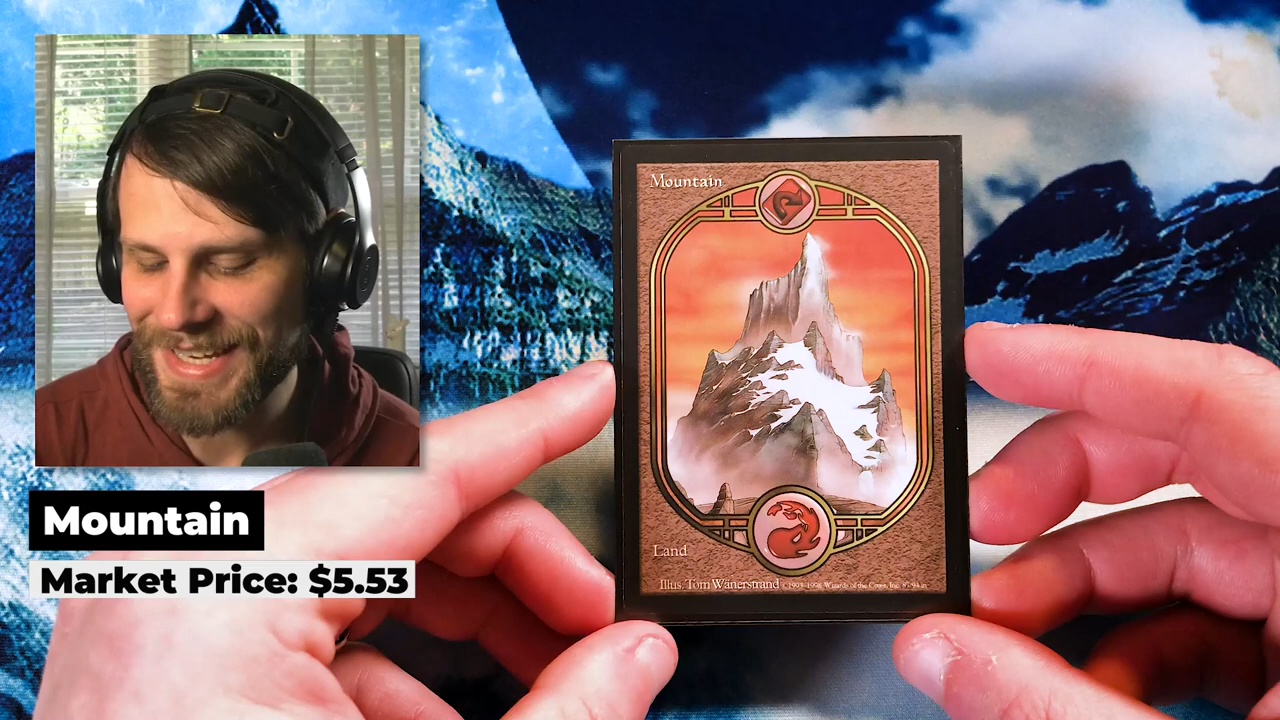 Mountain
Land
Illus. Tom Wänerstrand
Mountain
Market Price: $5.53